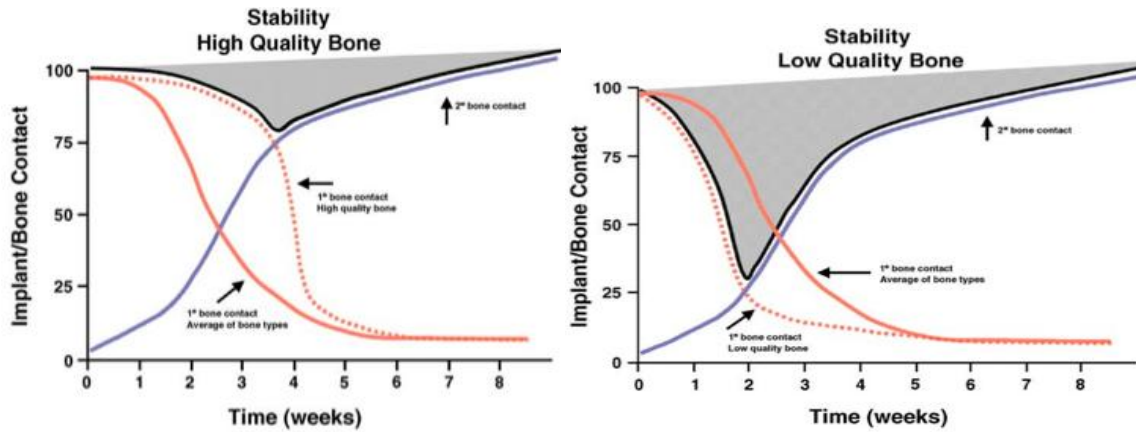 Stability
High Quality Bone
Implant/Bone Contact
100
75
50
25
0
2° bone contact
1° bone contact
High quality bone
1° bone contact
Average of bone types
0 1 2 3 4 5 6 7 8
Time (weeks)
Stability
Low Quality Bone
Implant/Bone Contact
100
75
50
25
0
2° bone contact
1° bone contact
Average of bone types
1° bone contact
Low quality bone
0 1 2 3 4 5 6 7 8
Time (weeks)